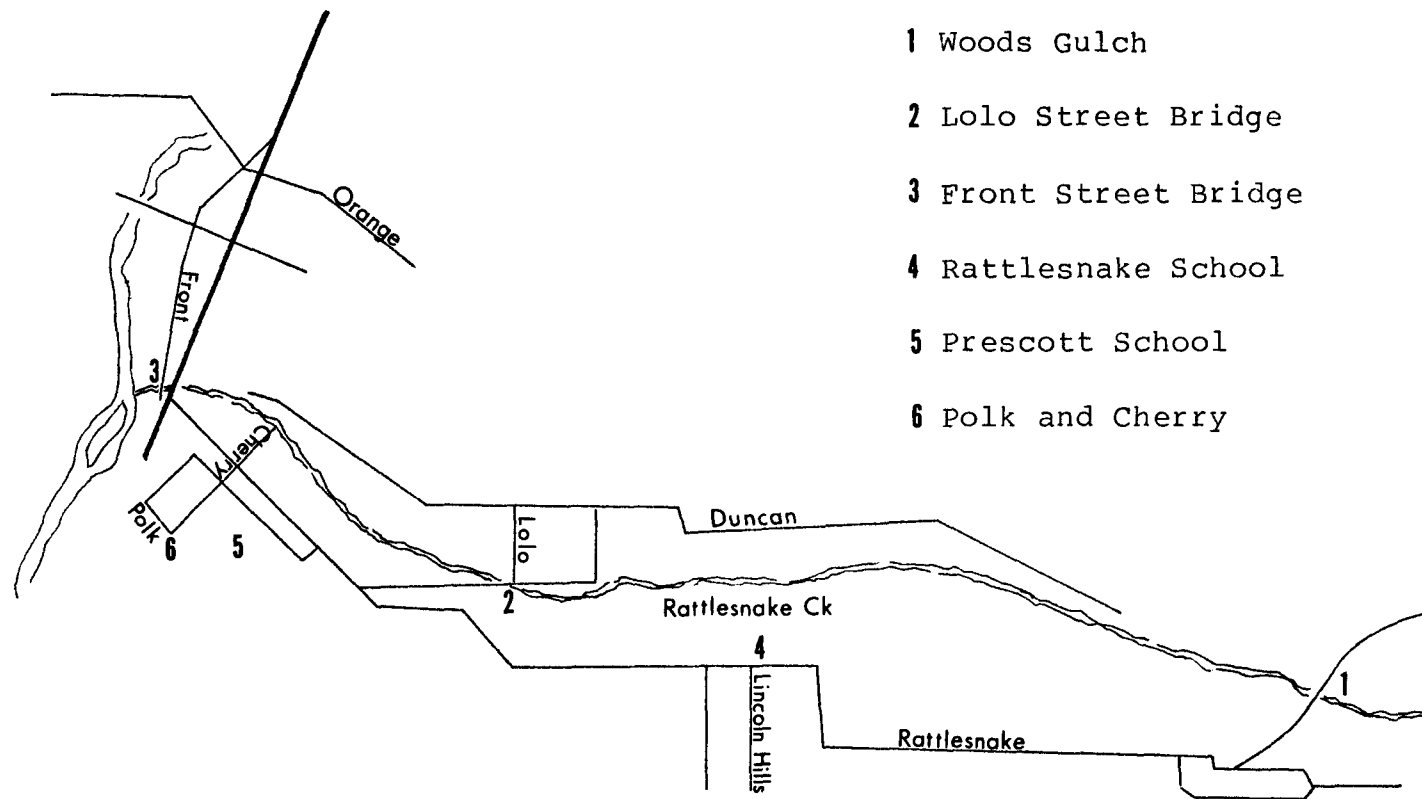 1 Woods Gulch
2 Lolo Street Bridge
3 Front Street Bridge
4 Rattlesnake School
5 Prescott School
6 Polk and Cherry
Orange
Front
3
Cherry
Polk
6
5
Lolo
Duncan
2
Rattlesnake Ck
4
Lincoln Hills
1
Rattlesnake